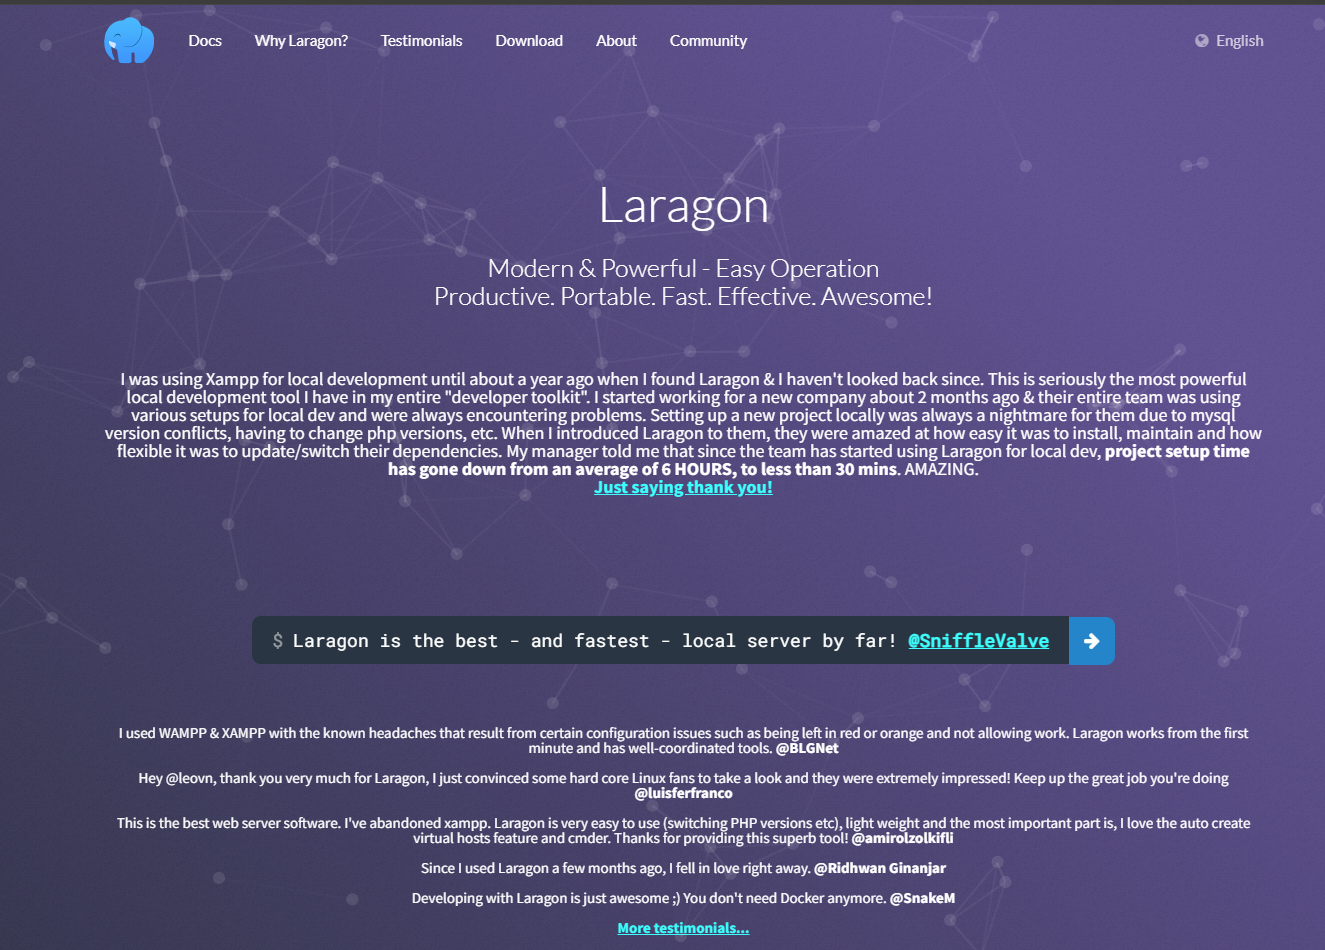 Docs Why Laragon? Testimonials Download About Community English
Laragon
Modern & Powerful - Easy Operation
Productive. Portable. Fast. Effective. Awesome!
I was using Xampp for local development until about a year ago when I found Laragon & I haven't looked back since. This is seriously the most powerful
local development tool I have in my entire "developer toolkit". I started working for a new company about 2 months ago & their entire team was using
various setups for local dev and were always encountering problems. Setting up a new project locally was always a nightmare for them due to mysql
version conflicts, having to change php versions, etc. When I introduced Laragon to them, they were amazed at how easy it was to install, maintain and how
flexible it was to update/switch their dependencies. My manager told me that since the team has started using Laragon for local dev, project setup time
has gone down from an average of 6 HOURS, to less than 30 mins. AMAZING.
Just saying thank you!
$ Laragon is the best - and fastest - local server by far! @SniffleValve
I used WAMPP & XAMPP with the known headaches that result from certain configuration issues such as being left in red or orange and not allowing work. Laragon works from the first
minute and has well-coordinated tools. @BLGNet
Hey @leovn, thank you very much for Laragon, I just convinced some hard core Linux fans to take a look and they were extremely impressed! Keep up the great job you're doing
@luisferfranco
This is the best web server software. I've abandoned xampp. Laragon is very easy to use (switching PHP versions etc), light weight and the most important part is, I love the auto create
virtual hosts feature and cmder. Thanks for providing this superb tool! @amirolzolkifli
Since I used Laragon a few months ago, I fell in love right away. @Ridhwan Ginanjar
Developing with Laragon is just awesome ;) You don't need Docker anymore. @SnakeM
More testimonials...